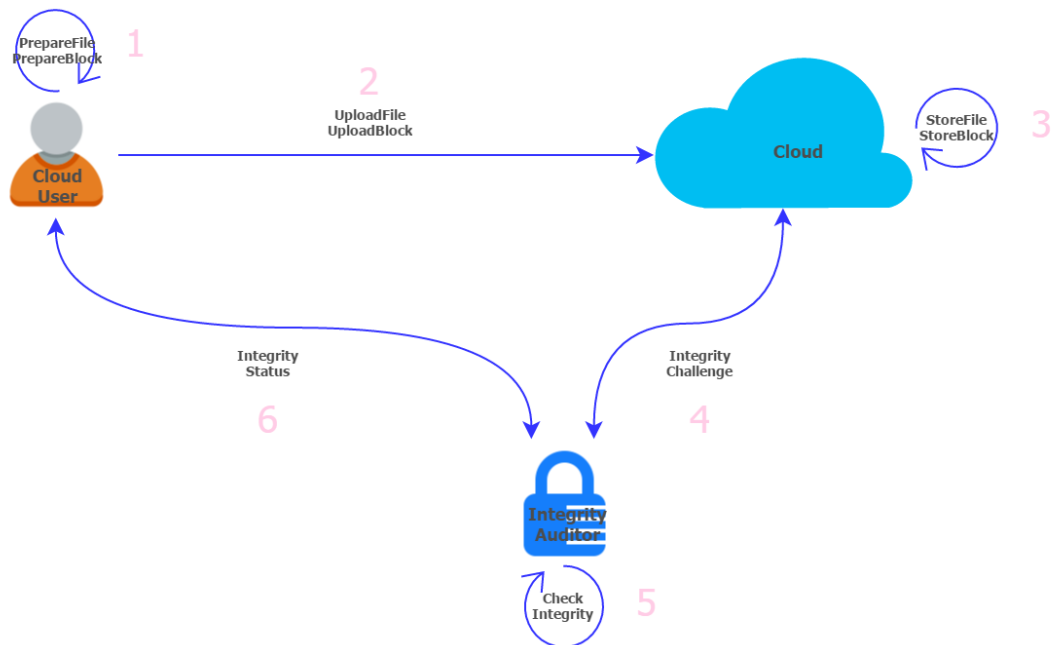 PrepareFile
PrepareBlock
1
2
UploadFile
UploadBlock
StoreFile
StoreBlock
3
Cloud
User
Cloud
Integrity
Status
6
Integrity
Challenge
4
Integrity
Auditor
Check
Integrity
5